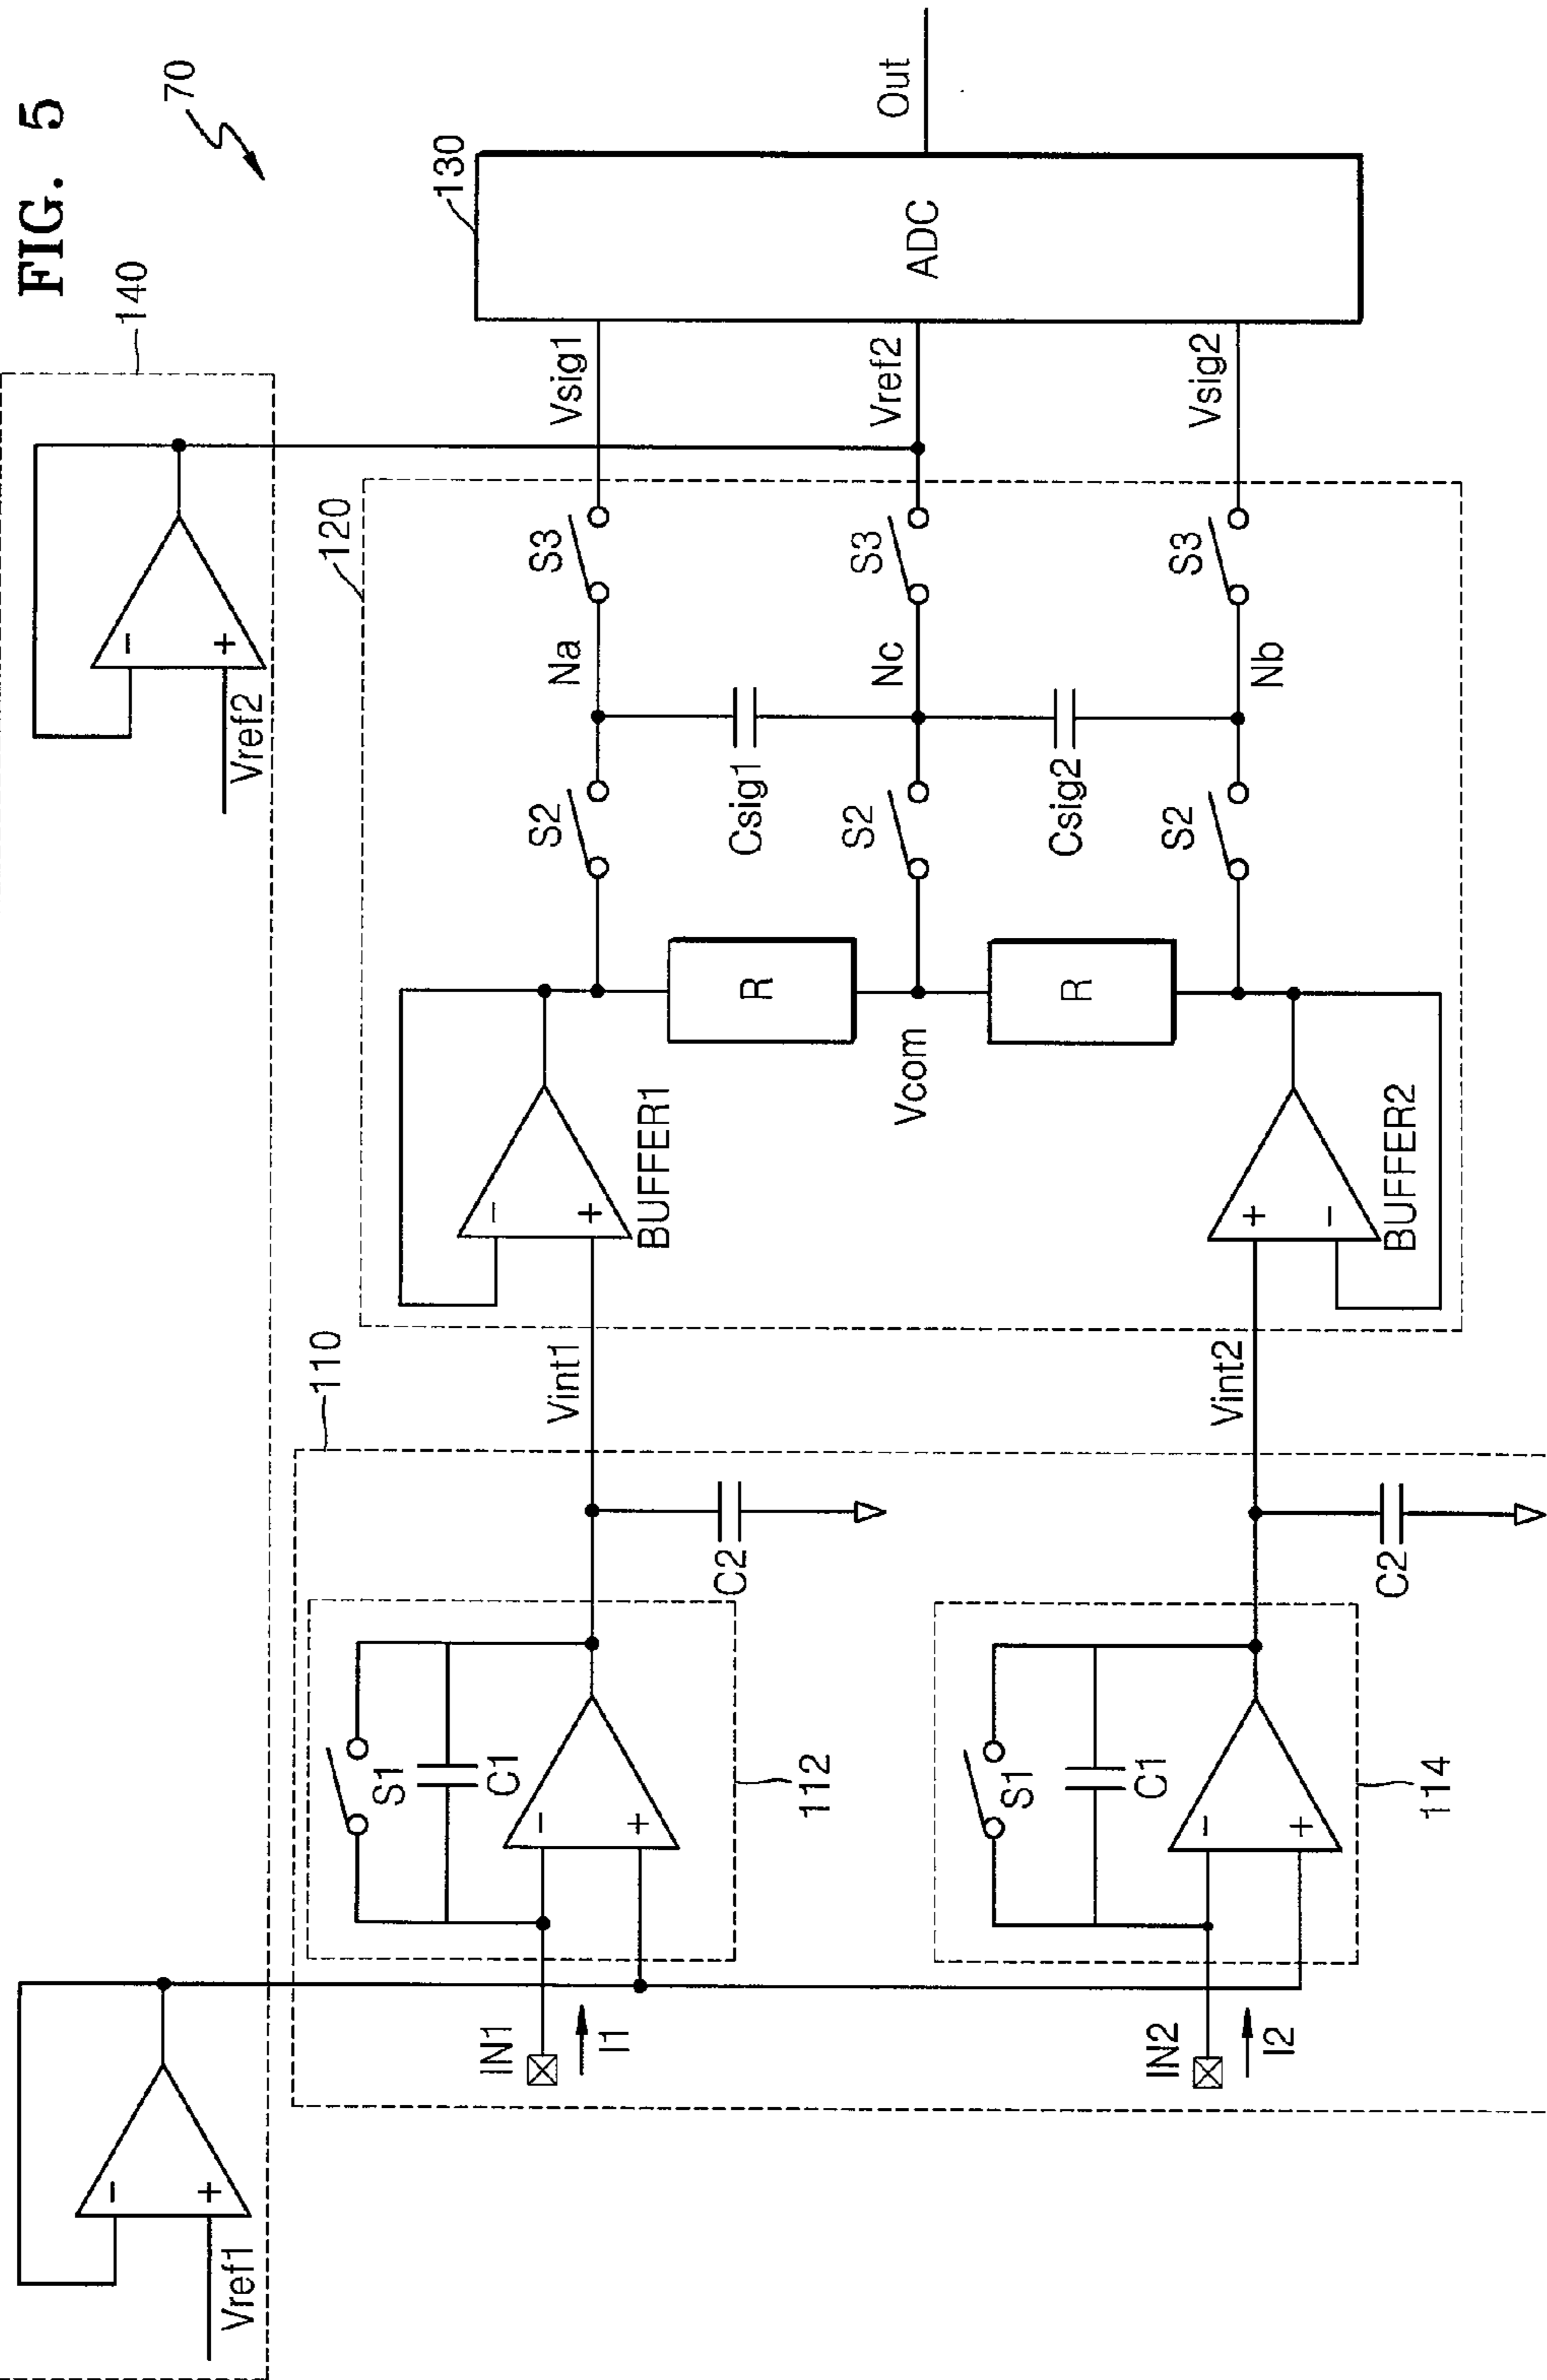 FIG. 5
70
140
Vref1
-
+
Vref2
-
+
110
112
S1
C1
-
+
IN1
I1
C2
Vint1
114
S1
C1
-
+
IN2
I2
C2
Vint2
120
BUFFER1
-
+
BUFFER2
+
-
R
Vcom
R
S2
S2
S2
Csig1
Csig2
Na
Nc
Nb
S3
S3
S3
Vsig1
Vref2
Vsig2
130
ADC
Out